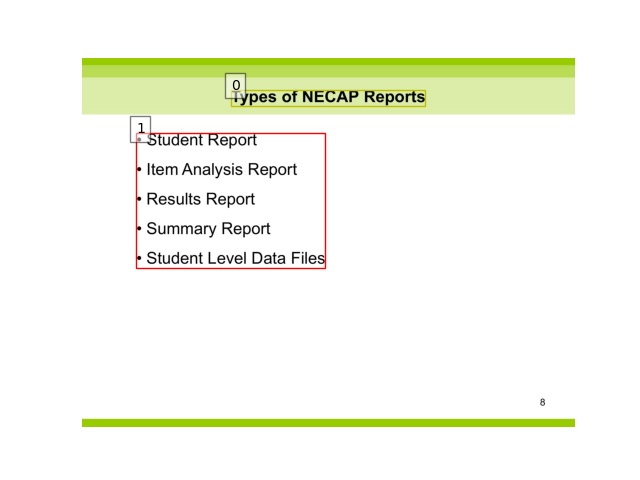 0
Types of NECAP Reports
1
• Student Report
• Item Analysis Report
• Results Report
• Summary Report
• Student Level Data Files
8